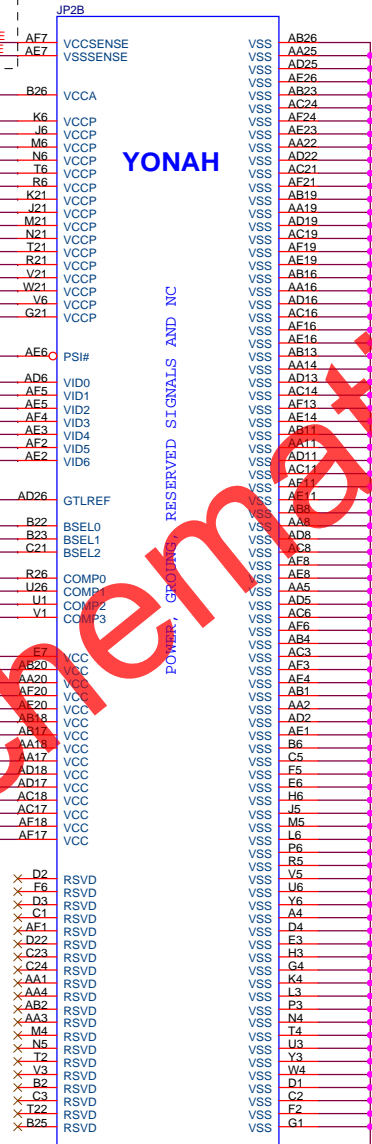 JP2B
E
E
AF7 VCCSENSE
AE7 VSSSENSE
B26 VCCA
K6 VCCP
J6 VCCP
M6 VCCP
N6 VCCP
T6 VCCP
R6 VCCP
K21 VCCP
J21 VCCP
M21 VCCP
N21 VCCP
T21 VCCP
R21 VCCP
V21 VCCP
W21 VCCP
V6 VCCP
G21 VCCP
AE6 PSI#
AD6 VID0
AF5 VID1
AE5 VID2
AF4 VID3
AE3 VID4
AF2 VID5
AE2 VID6
AD26 GTLREF
B22 BSEL0
B23 BSEL1
C21 BSEL2
R26 COMP0
U26 COMP1
U1 COMP2
V1 COMP3
E7 VCC
AB20 VCC
AA20 VCC
AF20 VCC
AE20 VCC
AB18 VCC
AB17 VCC
AA18 VCC
AA17 VCC
AD18 VCC
AD17 VCC
AC18 VCC
AC17 VCC
AF18 VCC
AF17 VCC
D2 RSVD
F6 RSVD
D3 RSVD
C1 RSVD
AF1 RSVD
D22 RSVD
C23 RSVD
C24 RSVD
AA1 RSVD
AA4 RSVD
AB2 RSVD
AA3 RSVD
M4 RSVD
N5 RSVD
T2 RSVD
V3 RSVD
B2 RSVD
C3 RSVD
T22 RSVD
B25 RSVD
YONAH
POWER, GROUNG, RESERVED SIGNALS AND NC
VSS AB26
VSS AA25
VSS AD25
VSS AE26
VSS AB23
VSS AC24
VSS AF24
VSS AE23
VSS AA22
VSS AD22
VSS AC21
VSS AF21
VSS AB19
VSS AA19
VSS AD19
VSS AC19
VSS AF19
VSS AE19
VSS AB16
VSS AA16
VSS AD16
VSS AC16
VSS AF16
VSS AE16
VSS AB13
VSS AA14
VSS AD13
VSS AC14
VSS AF13
VSS AE14
VSS AB11
VSS AA11
VSS AD11
VSS AC11
VSS AF11
VSS AE11
VSS AB8
VSS AA8
VSS AD8
VSS AC8
VSS AF8
VSS AE8
VSS AA5
VSS AD5
VSS AC6
VSS AF6
VSS AB4
VSS AC3
VSS AF3
VSS AE4
VSS AB1
VSS AA2
VSS AD2
VSS AE1
VSS B6
VSS C5
VSS F5
VSS E6
VSS H6
VSS J5
VSS M5
VSS L6
VSS P6
VSS R5
VSS V5
VSS U6
VSS Y6
VSS A4
VSS D4
VSS E3
VSS H3
VSS G4
VSS K4
VSS L3
VSS P3
VSS N4
VSS T4
VSS U3
VSS Y3
VSS W4
VSS D1
VSS C2
VSS F2
VSS G1
chemat